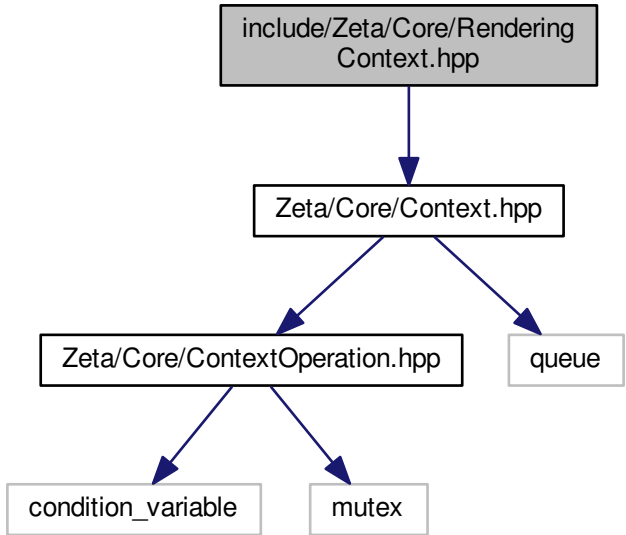 include/Zeta/Core/Rendering
Context.hpp
Zeta/Core/Context.hpp
Zeta/Core/ContextOperation.hpp
queue
condition_variable
mutex